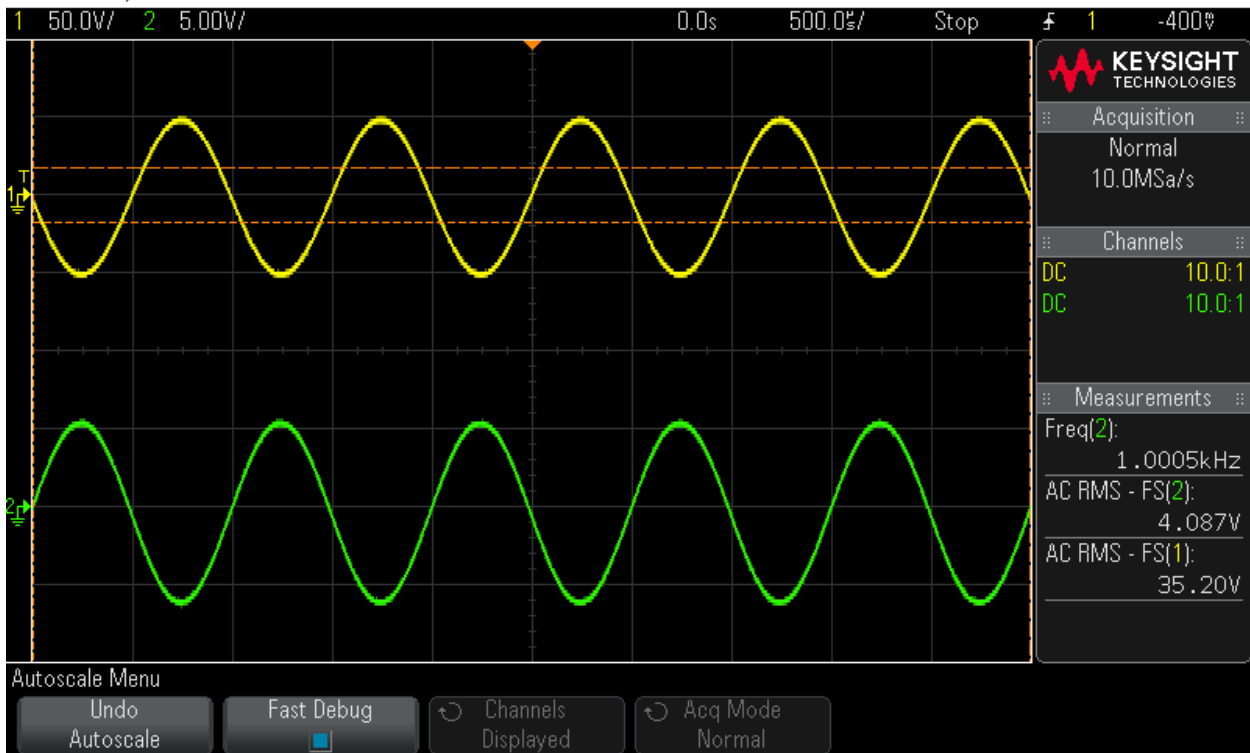 1 50.0V/ 2 5.00V/ 0.0s 500.0µs/ Stop 1 -400mV
KEYSIGHT
TECHNOLOGIES
Acquisition
Normal
10.0MSa/s
Channels
DC 10.0:1
DC 10.0:1
Measurements
Freq(2):
1.0005kHz
AC RMS - FS(2):
4.087V
AC RMS - FS(1):
35.20V
T
1
2
Autoscale Menu
Undo
Autoscale
Fast Debug
Channels
Displayed
Acq Mode
Normal